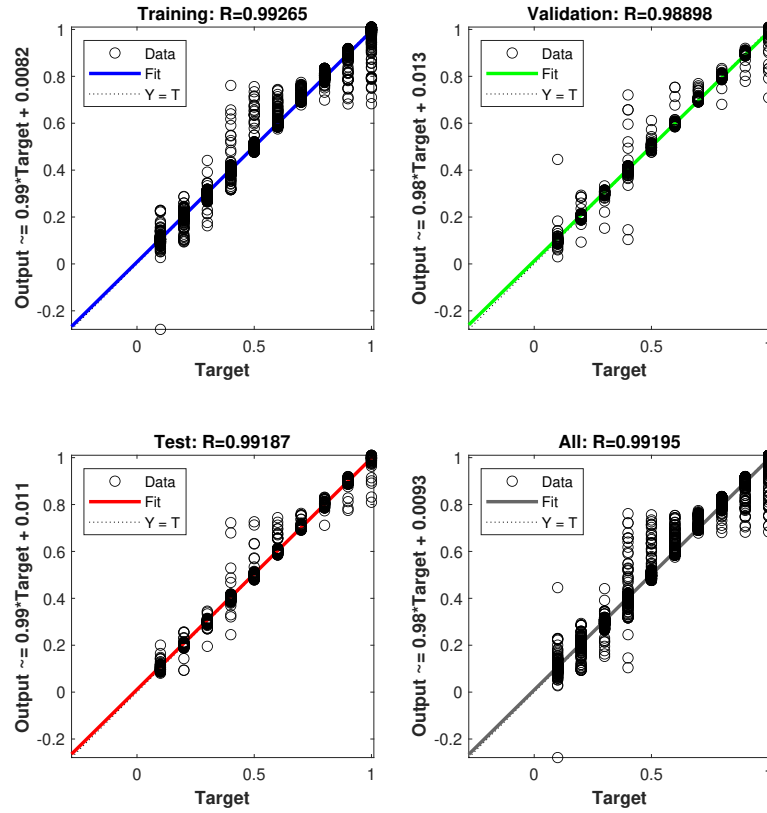 Training: R=0.99265
Output ~= 0.99*Target + 0.0082
1
0.8
0.6
0.4
0.2
0
-0.2
Data
Fit
Y = T
0 0.5 1
Target
Validation: R=0.98898
Output ~= 0.98*Target + 0.013
1
0.8
0.6
0.4
0.2
0
-0.2
Data
Fit
Y = T
0 0.5 1
Target
Test: R=0.99187
Output ~= 0.99*Target + 0.011
1
0.8
0.6
0.4
0.2
0
-0.2
Data
Fit
Y = T
0 0.5 1
Target
All: R=0.99195
Output ~= 0.98*Target + 0.0093
1
0.8
0.6
0.4
0.2
0
-0.2
Data
Fit
Y = T
0 0.5 1
Target